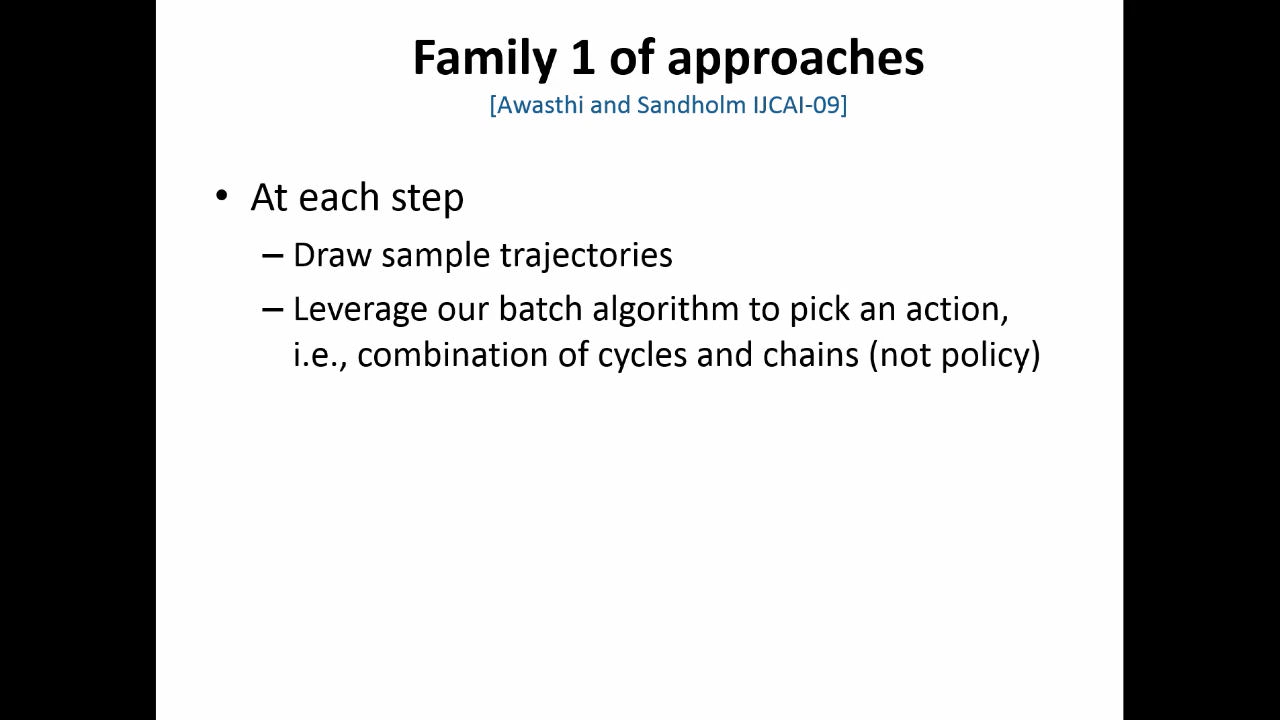 Family 1 of approaches
[Awasthi and Sandholm IJCAI-09]
• At each step
– Draw sample trajectories
– Leverage our batch algorithm to pick an action,
i.e., combination of cycles and chains (not policy)